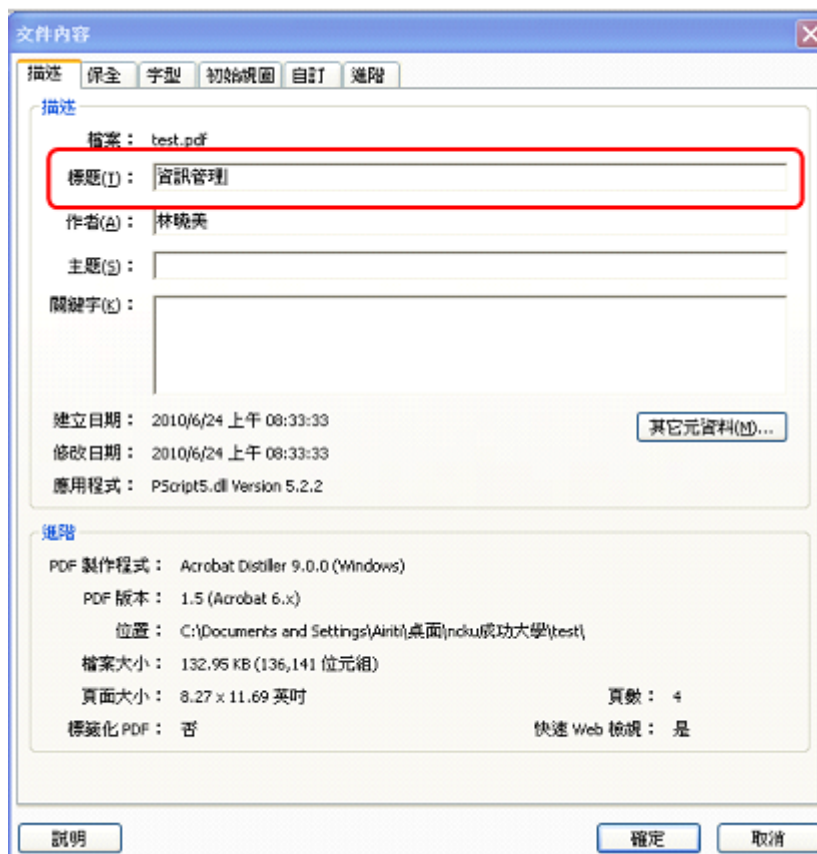 文件內容
描述 保全 字型 初始視圖 自訂 進階
描述
檔案： test.pdf
標題(T)： 資訊管理
作者(A)： 林曉美
主題(S)：
關鍵字(K)：
建立日期： 2010/6/24 上午 08:33:33
其它元資料(M)...
修改日期： 2010/6/24 上午 08:33:33
應用程式： PScript5.dll Version 5.2.2
進階
PDF 製作程式： Acrobat Distiller 9.0.0 (Windows)
PDF 版本： 1.5 (Acrobat 6.x)
位置： C:\Documents and Settings\Airiti\桌面\ncku成功大學\test\
檔案大小： 132.95 KB (136,141 位元組)
頁面大小： 8.27 x 11.69 英吋 頁數： 4
標籤化 PDF： 否 快速 Web 檢視： 是
說明 確定 取消